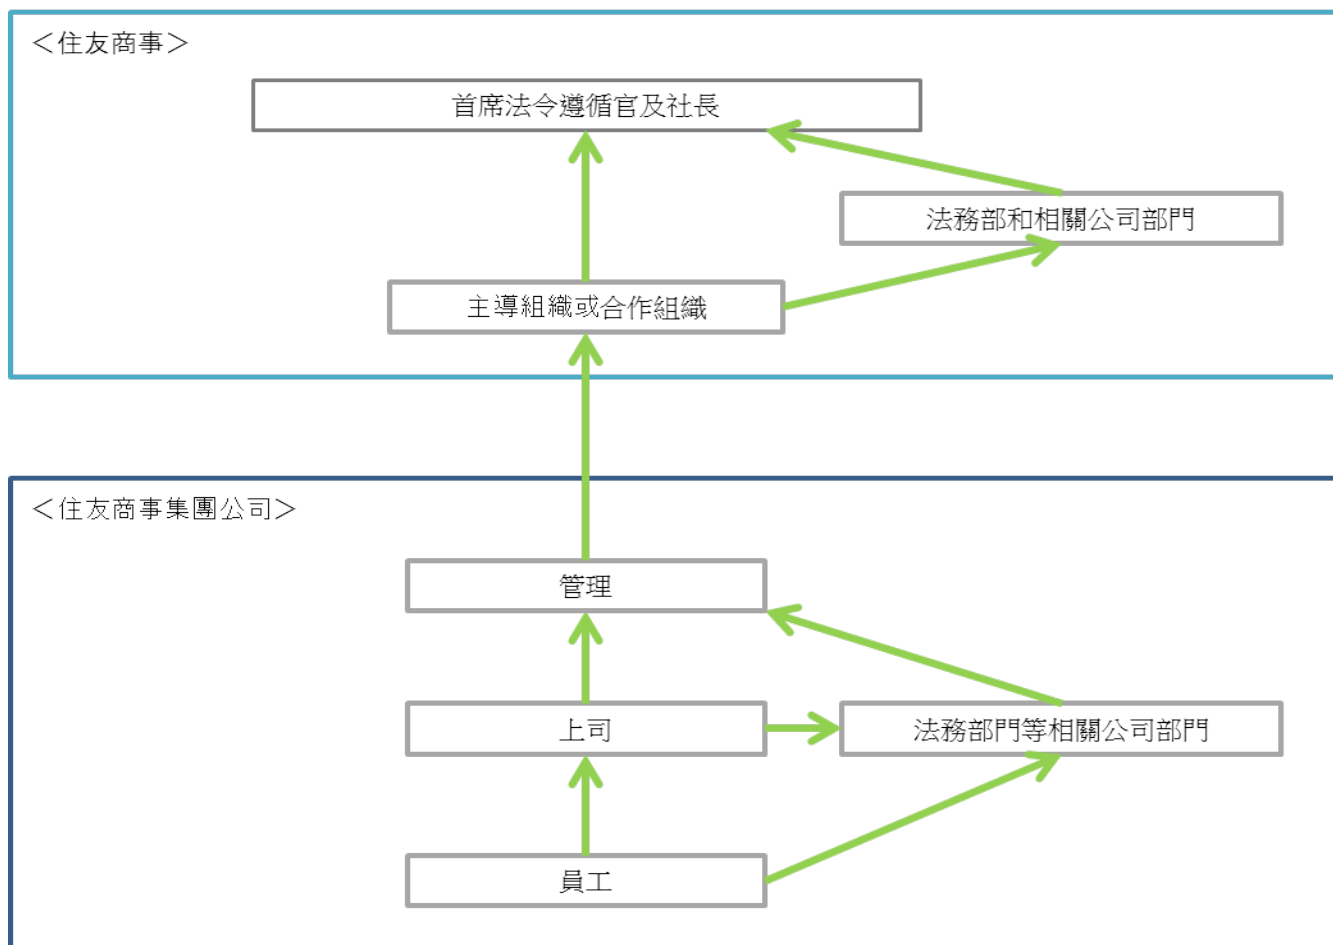 ＜住友商事＞
首席法令遵循官及社長
法務部和相關公司部門
主導組織或合作組織
＜住友商事集團公司＞
管理
上司
法務部門等相關公司部門
員工